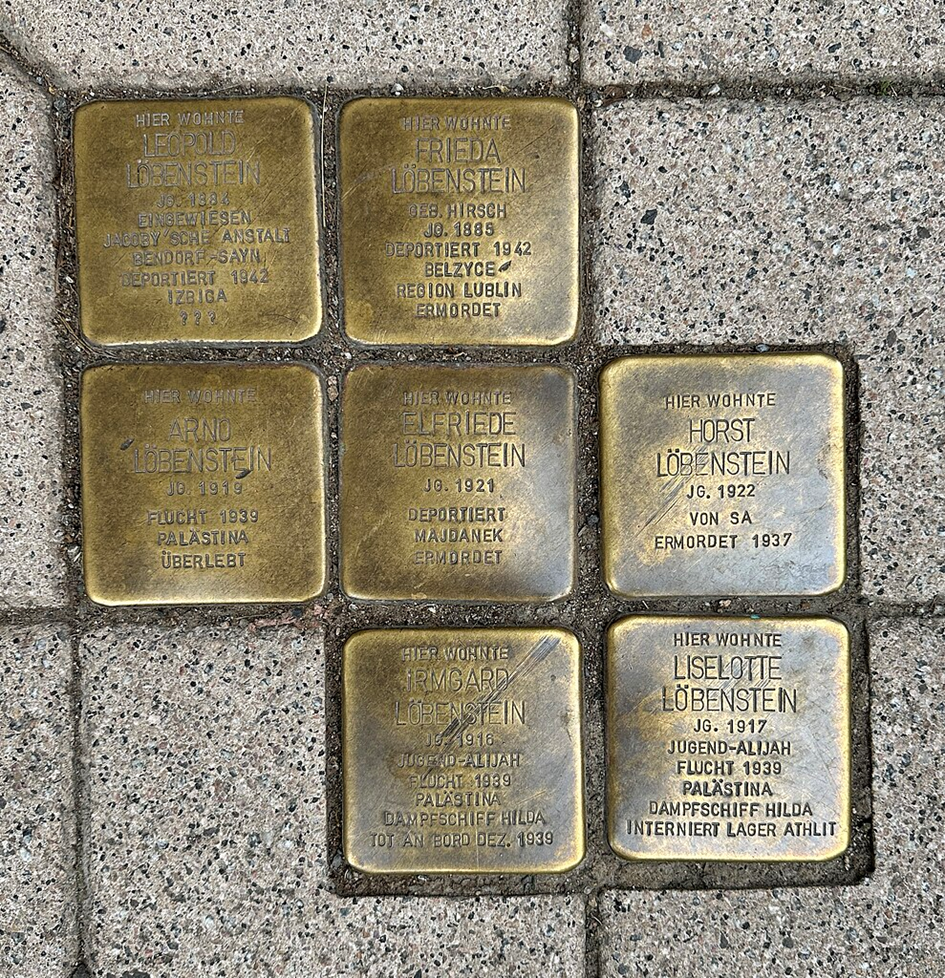 HIER WOHNTE
LEOPOLD
LÖBENSTEIN
JG. 1884
EINGEWIESEN
JACOBY'SCHE ANSTALT
BENDORF-SAYN
DEPORTIERT 1942
IZBICA
???
HIER WOHNTE
FRIEDA
LÖBENSTEIN
GEB. HIRSCH
JG. 1885
DEPORTIERT 1942
BELZYCE
REGION LUBLIN
ERMORDET
HIER WOHNTE
ARNO
LÖBENSTEIN
JG. 1919
FLUCHT 1939
PALÄSTINA
ÜBERLEBT
HIER WOHNTE
ELFRIEDE
LÖBENSTEIN
JG. 1921
DEPORTIERT
MAJDANEK
ERMORDET
HIER WOHNTE
HORST
LÖBENSTEIN
JG. 1922
VON SA
ERMORDET 1937
HIER WOHNTE
IRMGARD
LÖBENSTEIN
JG. 1916
JUGEND-ALIJAH
FLUCHT 1939
PALÄSTINA
DAMPFSCHIFF HILDA
TOT AN BORD DEZ. 1939
HIER WOHNTE
LISELOTTE
LÖBENSTEIN
JG. 1917
JUGEND-ALIJAH
FLUCHT 1939
PALÄSTINA
DAMPFSCHIFF HILDA
INTERNIERT LAGER ATHLIT